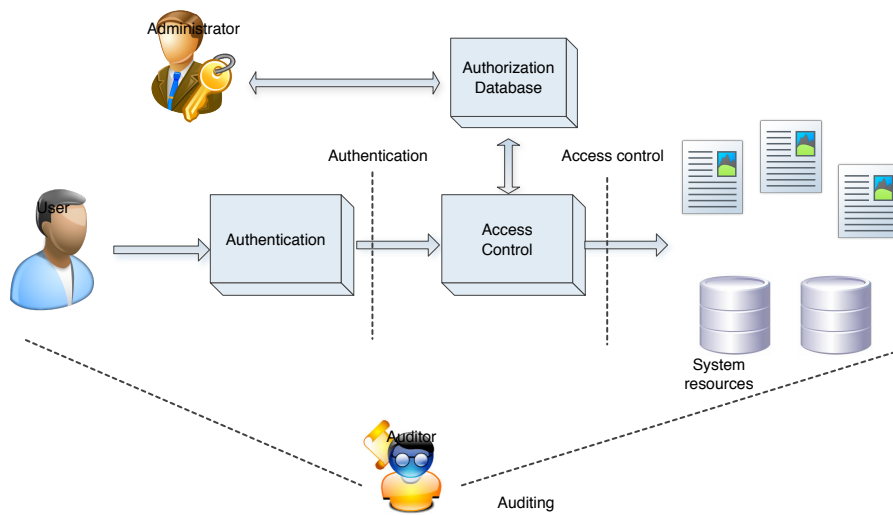 Administrator
Authorization
Database
Authentication
Access control
User
Authentication
Access
Control
System
resources
Auditor
Auditing